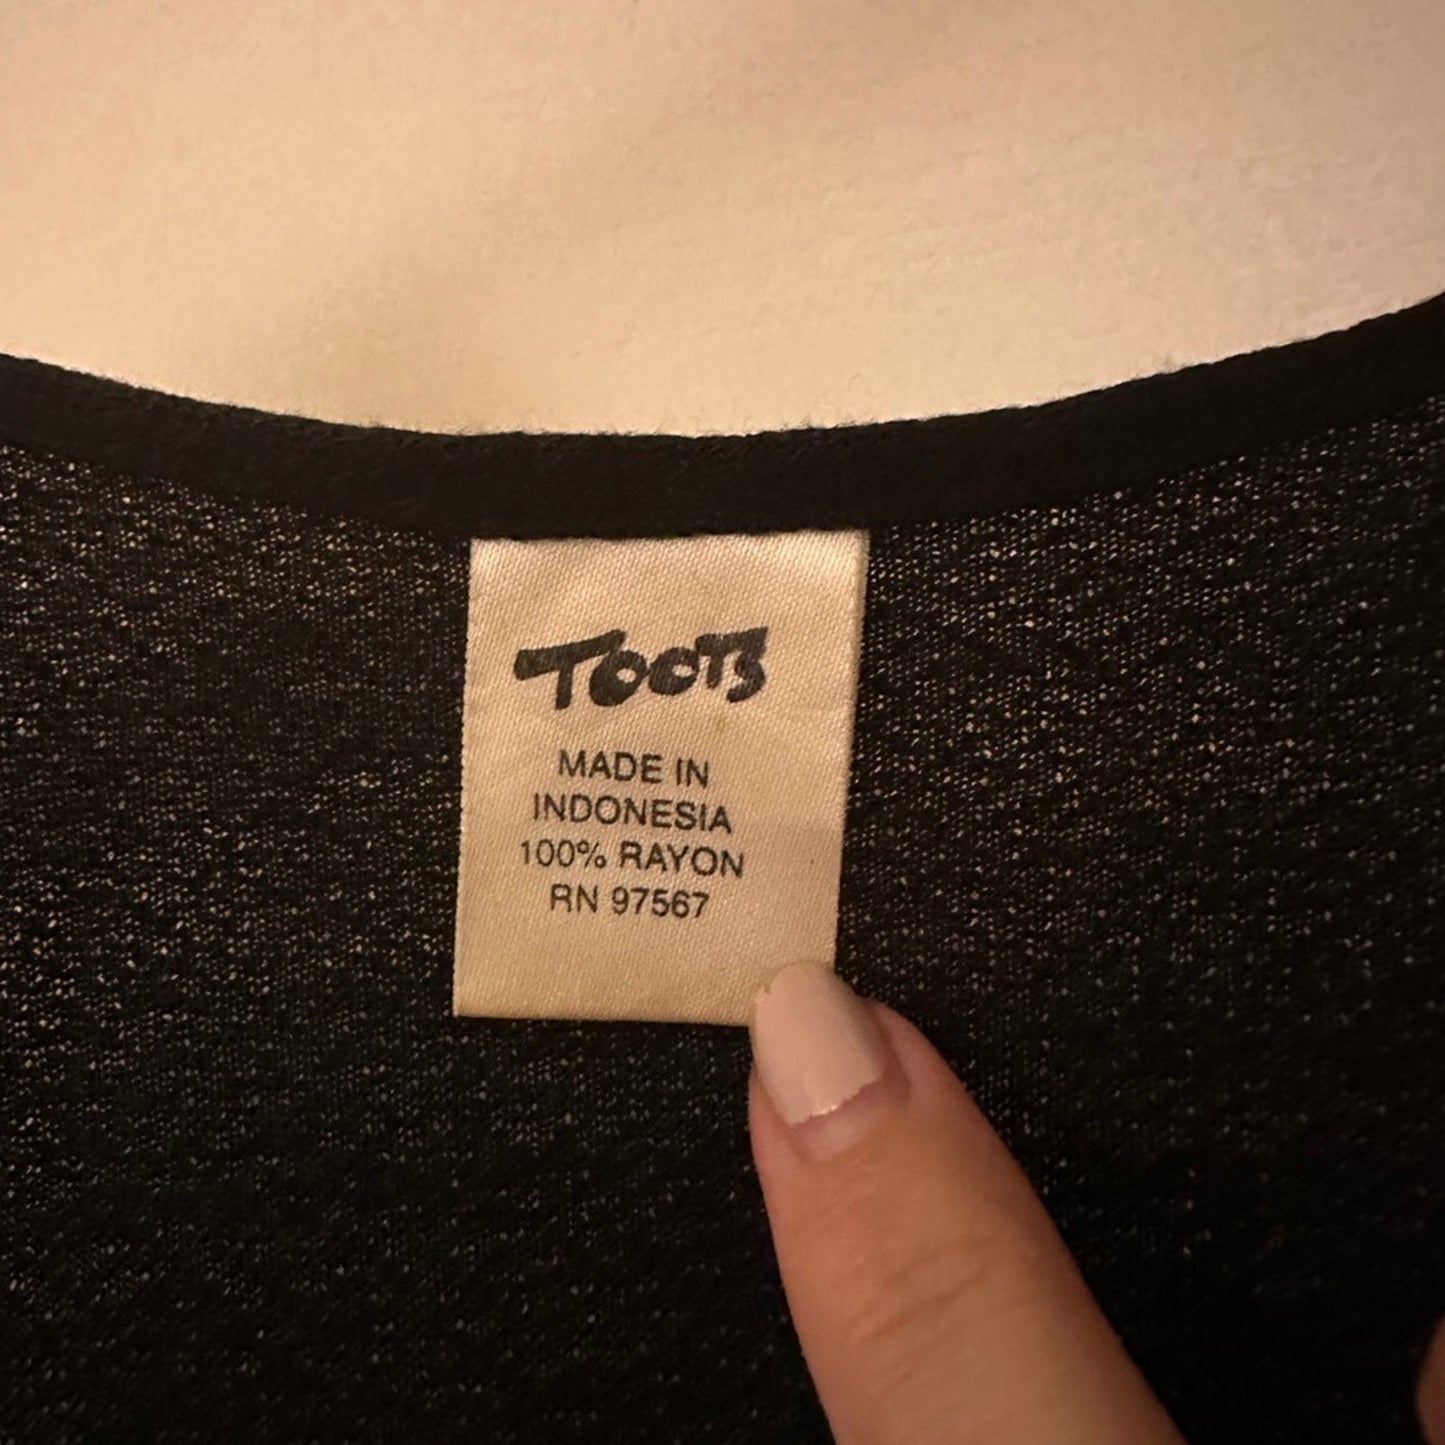 TOOTS
MADE IN
INDONESIA
100% RAYON
RN 97567